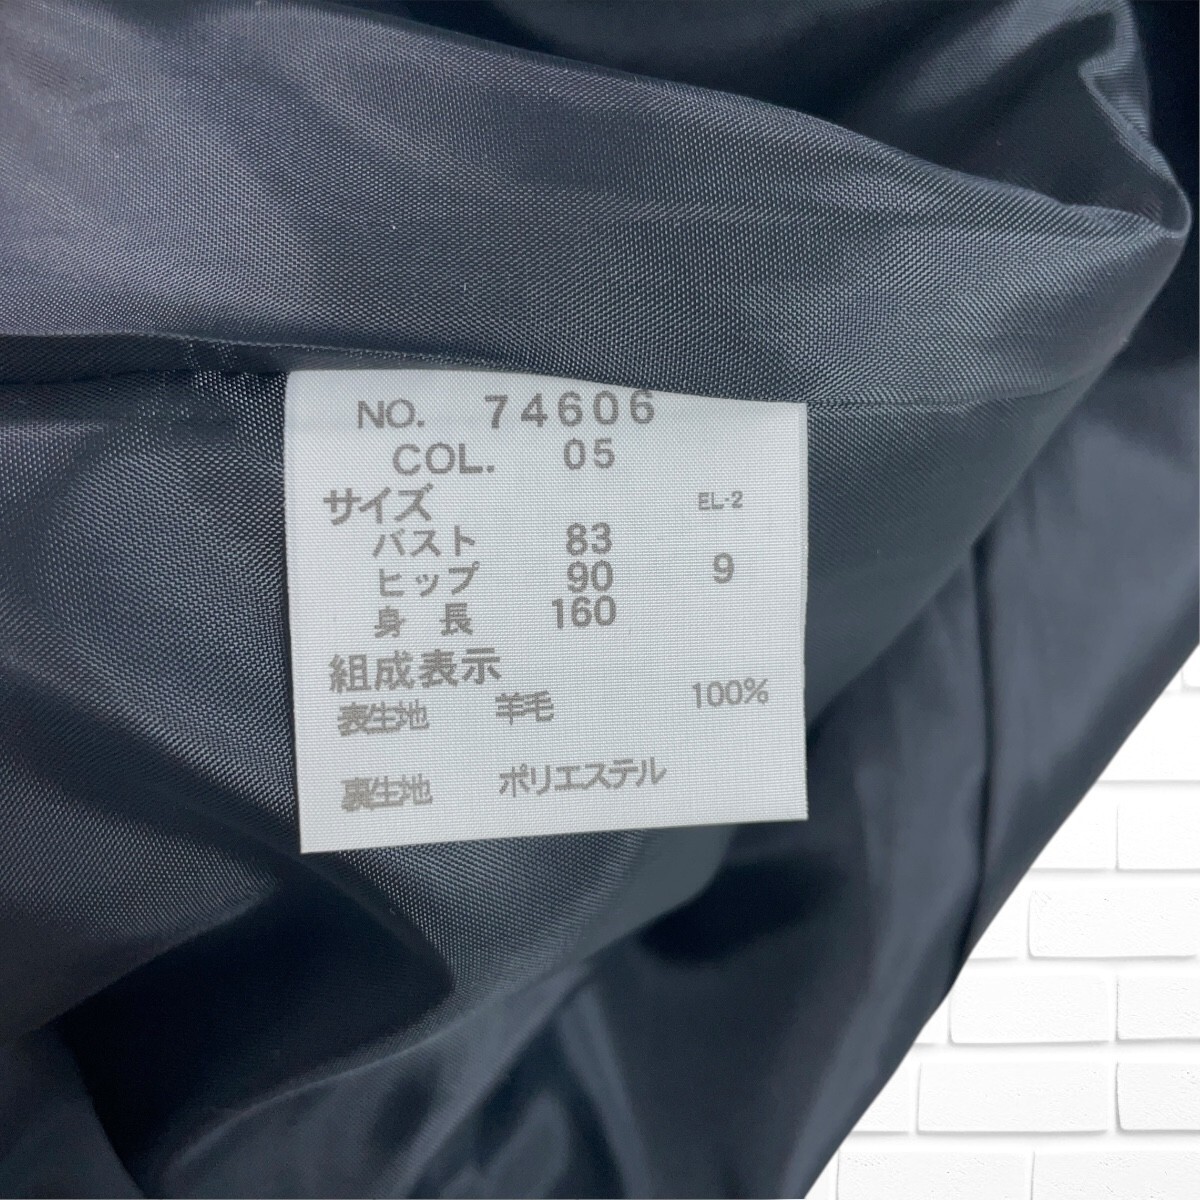 NO. 74606
COL. 05
サイズ EL-2
バスト 83
ヒップ 90 9
身長 160
組成表示
表生地 羊毛 100%
裏生地 ポリエステル